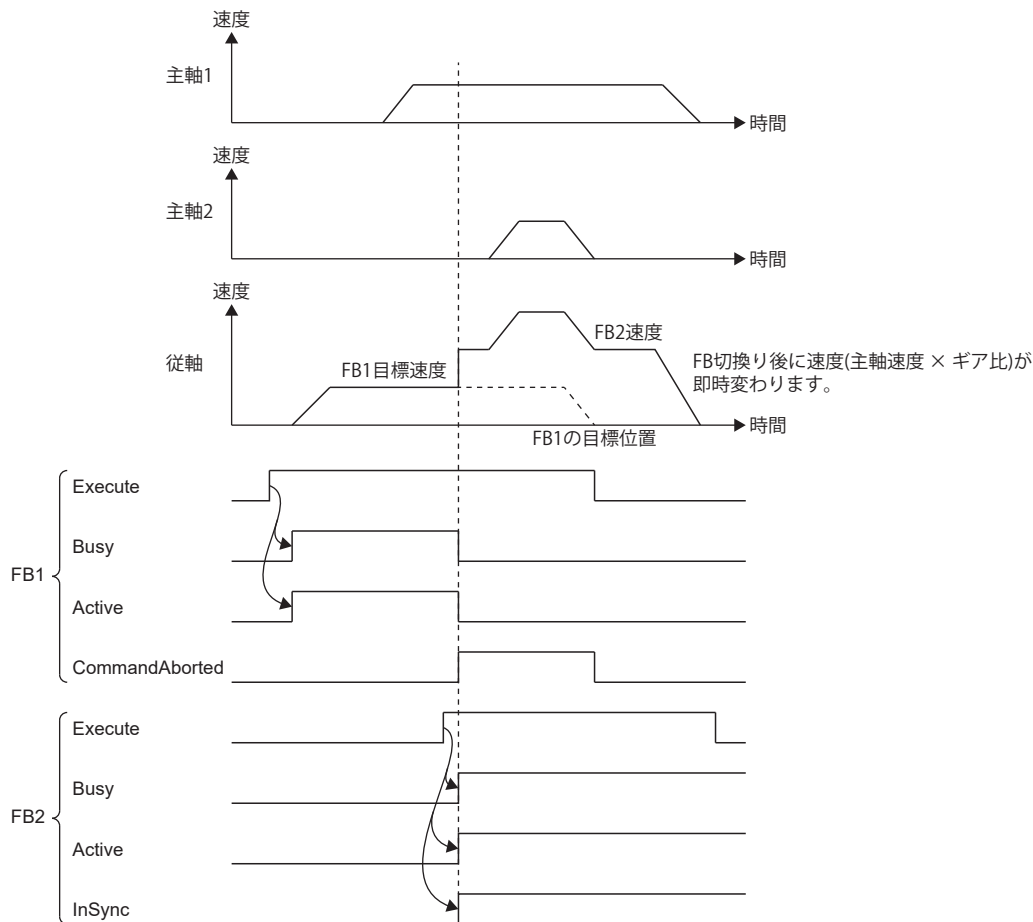 速度
主軸1
時間
速度
主軸2
時間
速度
従軸
FB1目標速度
FB2速度
FB切換り後に速度(主軸速度 × ギア比)が
即時変わります。
時間
FB1の目標位置
FB1
Execute
Busy
Active
CommandAborted
FB2
Execute
Busy
Active
InSync